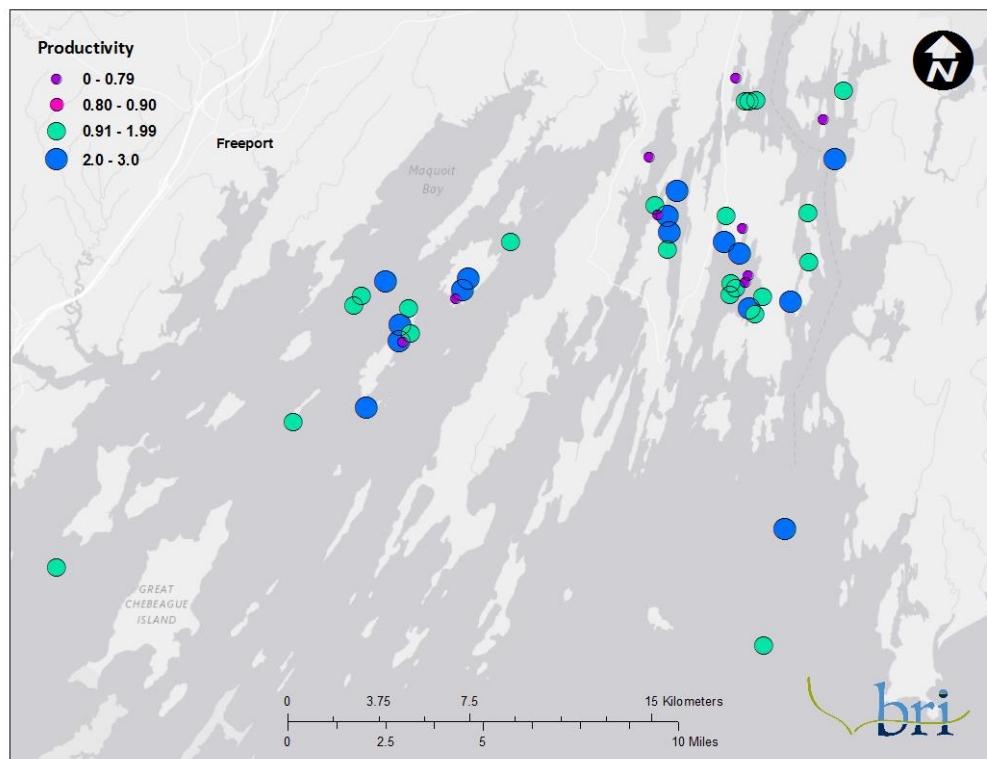 Productivity
0 - 0.79
0.80 - 0.90
0.91 - 1.99
2.0 - 3.0
N
Freeport
Maquoit
Bay
GREAT
CHEBEAGUE
ISLAND
0 3.75 7.5 15 Kilometers
0 2.5 5 10 Miles
bri